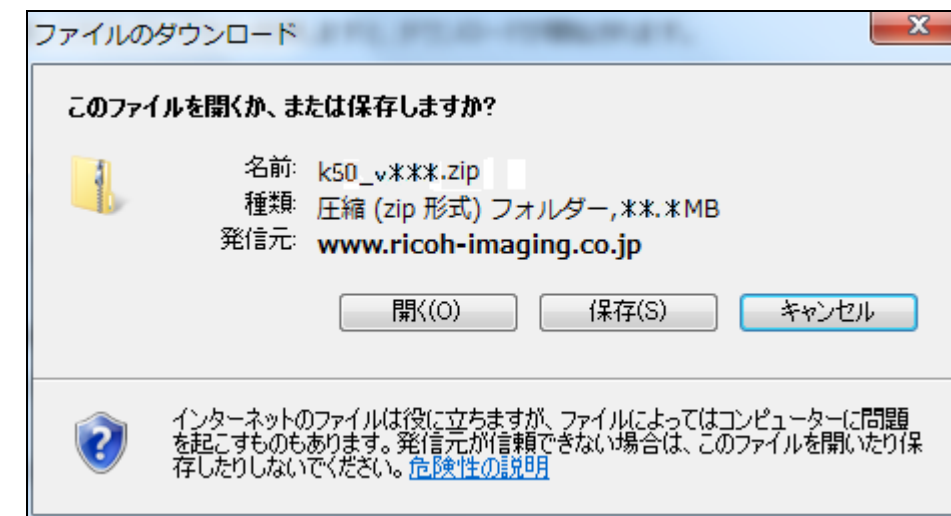 ファイルのダウンロード
このファイルを開くか、または保存しますか?
名前: k50_v***.zip
種類: 圧縮 (zip 形式) フォルダー,**.*MB
発信元: www.ricoh-imaging.co.jp
開く(O) 保存(S) キャンセル
インターネットのファイルは役に立ちますが、ファイルによってはコンピューターに問題
を起こすものもあります。発信元が信頼できない場合は、このファイルを開いたり保
存したりしないでください。危険性の説明